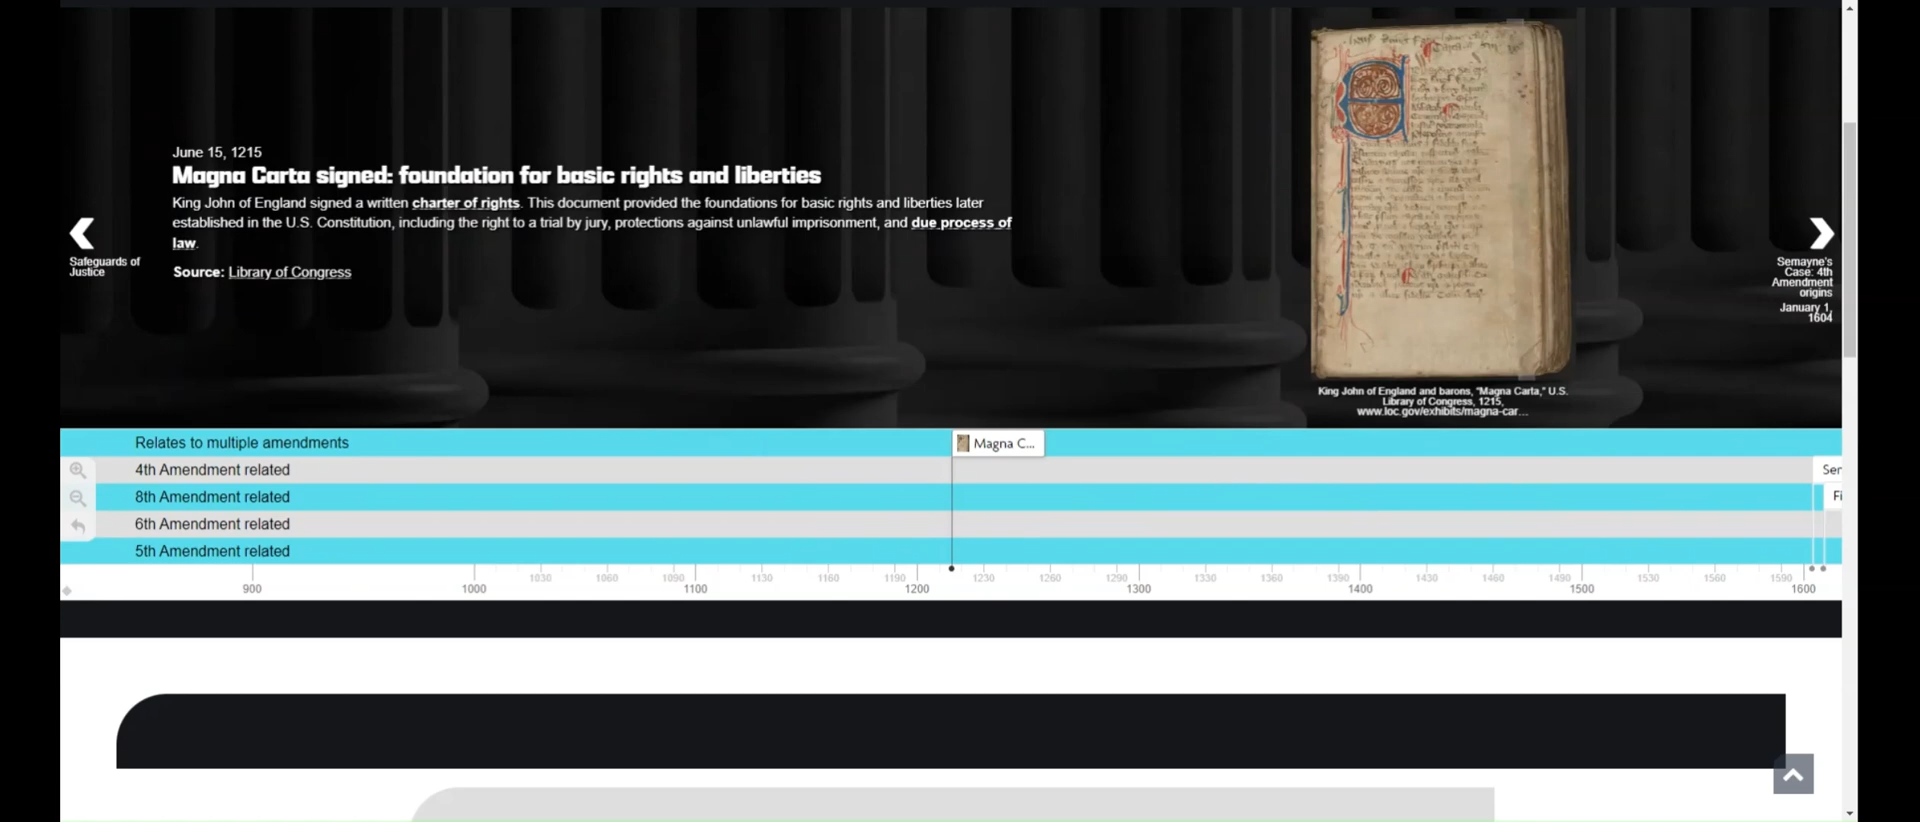 June 15, 1215
Magna Carta signed: foundation for basic rights and liberties
King John of England signed a written charter of rights. This document provided the foundations for basic rights and liberties later
established in the U.S. Constitution, including the right to a trial by jury, protections against unlawful imprisonment, and due process of
law.
Source: Library of Congress
Safeguards of
Justice
Semayne's
Case: 4th
Amendment
origins
January 1,
1604
King John of England and barons, "Magna Carta," U.S.
Library of Congress, 1215,
www.loc.gov/exhibits/magna-car...
Relates to multiple amendments
Magna C...
4th Amendment related
Ser
8th Amendment related
Fi
6th Amendment related
5th Amendment related
1030 1060 1090 1130 1160 1190 1230 1260 1290 1330 1360 1390 1430 1460 1490 1530 1560 1590
900 1000 1100 1200 1300 1400 1500 1600